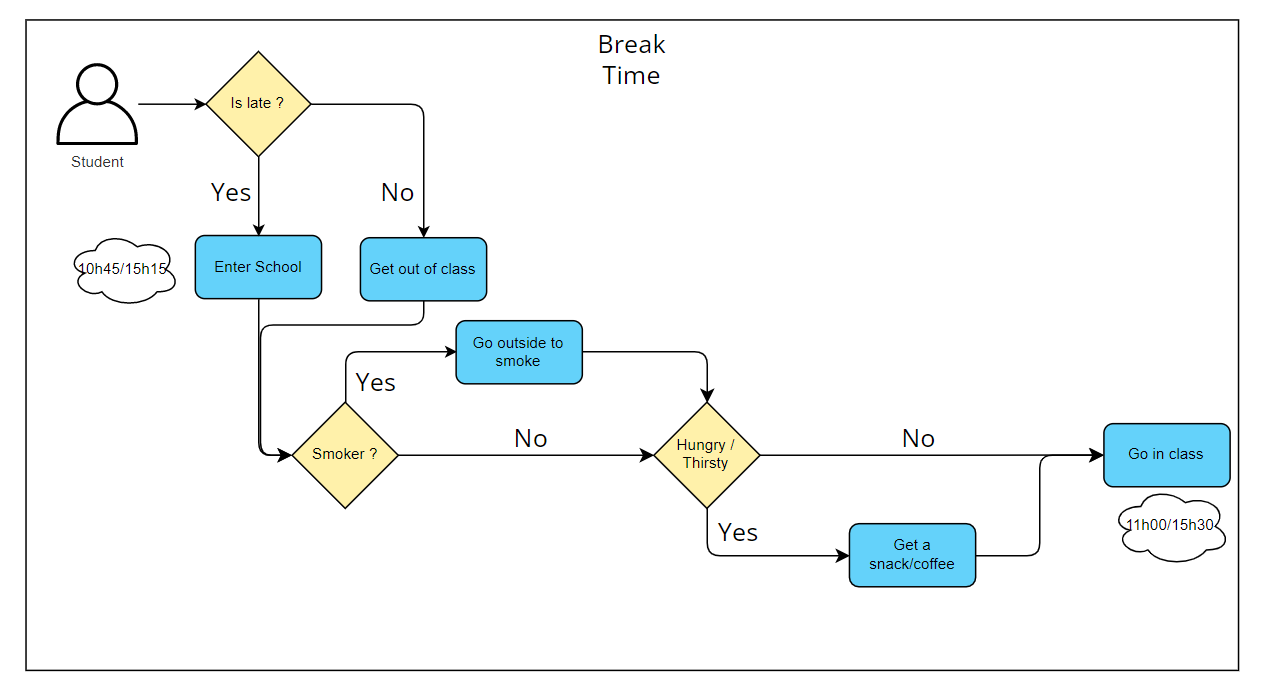 Break
Time
Is late ?
Student
Yes
No
10h45/15h15
Enter School
Get out of class
Go outside to
smoke
Yes
Smoker ?
No
Hungry /
Thirsty
No
Go in class
11h00/15h30
Yes
Get a
snack/coffee